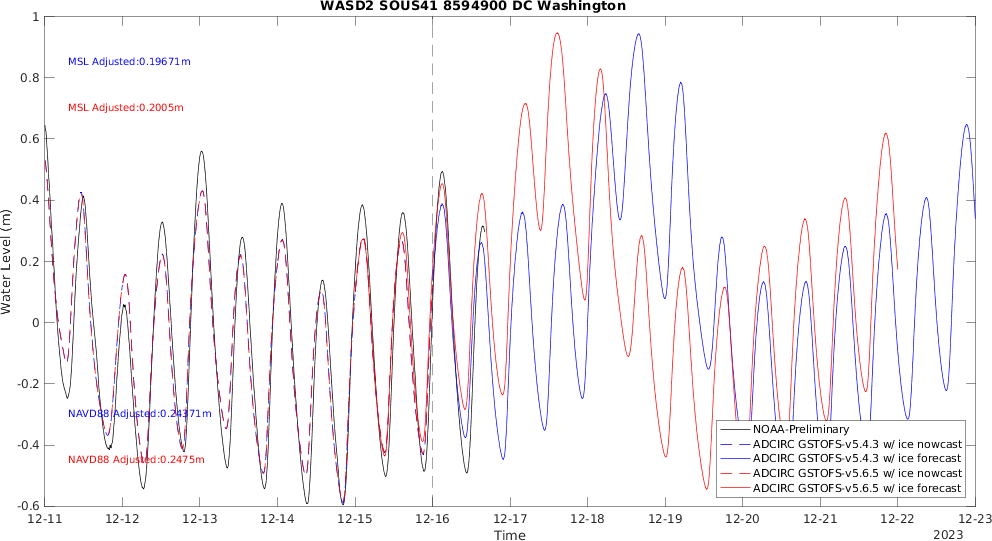 WASD2 SOUS41 8594900 DC Washington
1
0.8
0.6
0.4
0.2
0
-0.2
-0.4
-0.6
Water Level (m)
MSL Adjusted:0.19671m
MSL Adjusted:0.2005m
NAVD88 Adjusted:0.24371m
NAVD88 Adjusted:0.2475m
NOAA-Preliminary
ADCIRC GSTOFS-v5.4.3 w/ ice nowcast
ADCIRC GSTOFS-v5.4.3 w/ ice forecast
ADCIRC GSTOFS-v5.6.5 w/ ice nowcast
ADCIRC GSTOFS-v5.6.5 w/ ice forecast
12-11 12-12 12-13 12-14 12-15 12-16 12-17 12-18 12-19 12-20 12-21 12-22 12-23
Time
2023